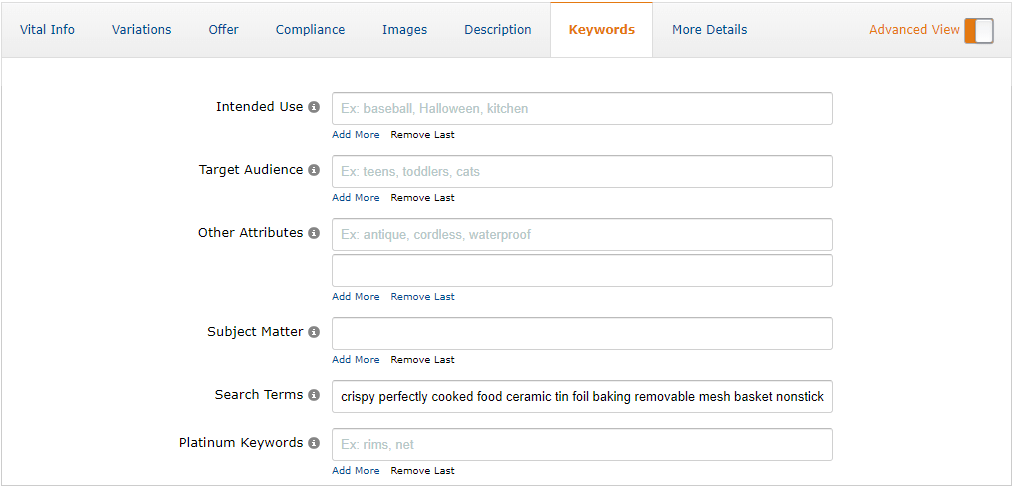 Vital Info Variations Offer Compliance Images Description Keywords More Details Advanced View
Intended Use Ex: baseball, Halloween, kitchen
Add More Remove Last
Target Audience Ex: teens, toddlers, cats
Add More Remove Last
Other Attributes Ex: antique, cordless, waterproof
Add More Remove Last
Subject Matter
Add More Remove Last
Search Terms crispy perfectly cooked food ceramic tin foil baking removable mesh basket nonstick
Platinum Keywords Ex: rims, net
Add More Remove Last